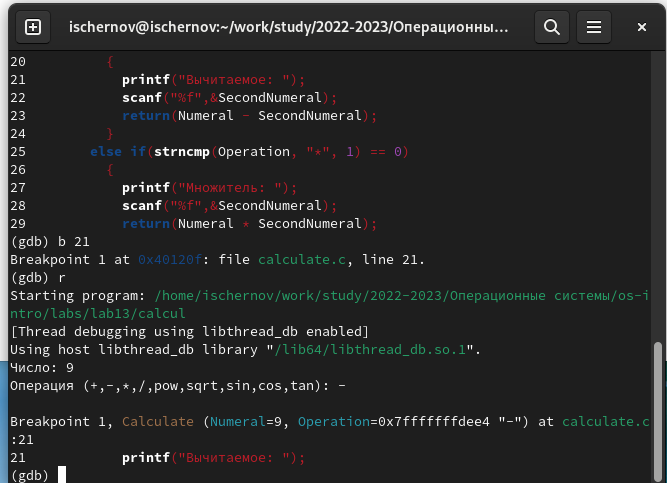 ischernov@ischernov:~/work/study/2022-2023/Операционны...
20          {
21            printf("Вычитаемое: ");
22            scanf("%f",&SecondNumeral);
23            return(Numeral - SecondNumeral);
24          }
25        else if(strncmp(Operation, "*", 1) == 0)
26          {
27            printf("Множитель: ");
28            scanf("%f",&SecondNumeral);
29            return(Numeral * SecondNumeral);
(gdb) b 21
Breakpoint 1 at 0x40120f: file calculate.c, line 21.
(gdb) r
Starting program: /home/ischernov/work/study/2022-2023/Операционные системы/os-i
ntro/labs/lab13/calcul
[Thread debugging using libthread_db enabled]
Using host libthread_db library "/lib64/libthread_db.so.1".
Число: 9
Операция (+,-,*,/,pow,sqrt,sin,cos,tan): -
Breakpoint 1, Calculate (Numeral=9, Operation=0x7fffffffdee4 "-") at calculate.c
:21
21            printf("Вычитаемое: ");
(gdb)